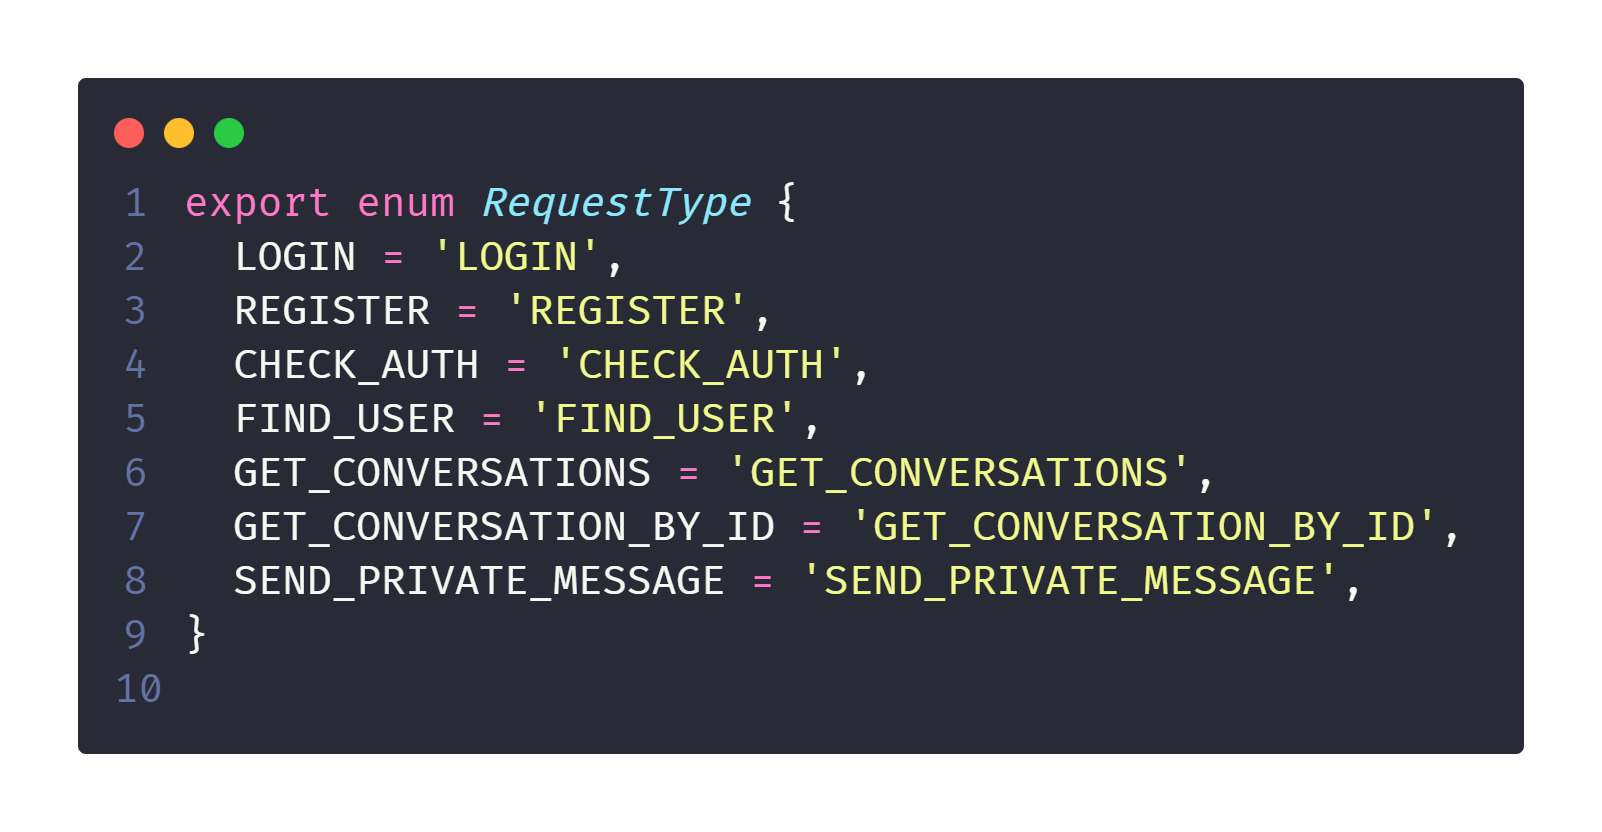 1 export enum RequestType {
2   LOGIN = 'LOGIN',
3   REGISTER = 'REGISTER',
4   CHECK_AUTH = 'CHECK_AUTH',
5   FIND_USER = 'FIND_USER',
6   GET_CONVERSATIONS = 'GET_CONVERSATIONS',
7   GET_CONVERSATION_BY_ID = 'GET_CONVERSATION_BY_ID',
8   SEND_PRIVATE_MESSAGE = 'SEND_PRIVATE_MESSAGE',
9 }
10